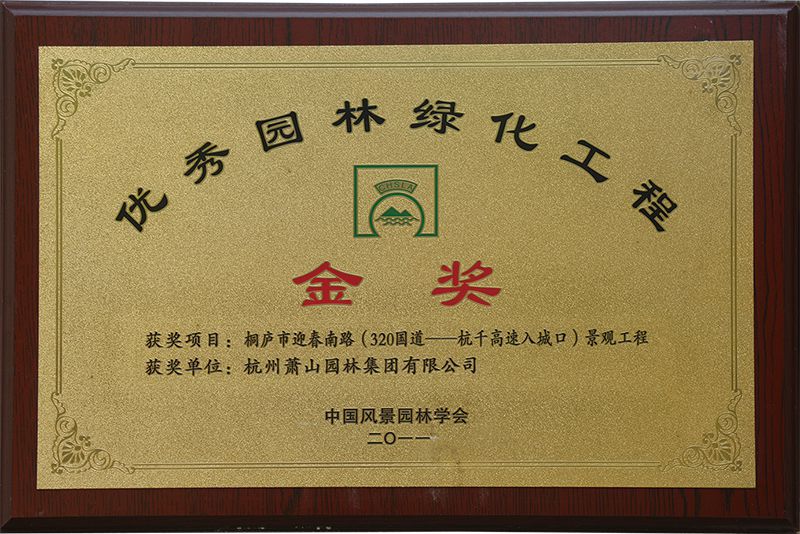 优秀园林绿化工程
CHSLA
金奖
获奖项目：桐庐市迎春南路（320国道——杭千高速入城口）景观工程
获奖单位：杭州萧山园林集团有限公司
中国风景园林学会
二〇一一